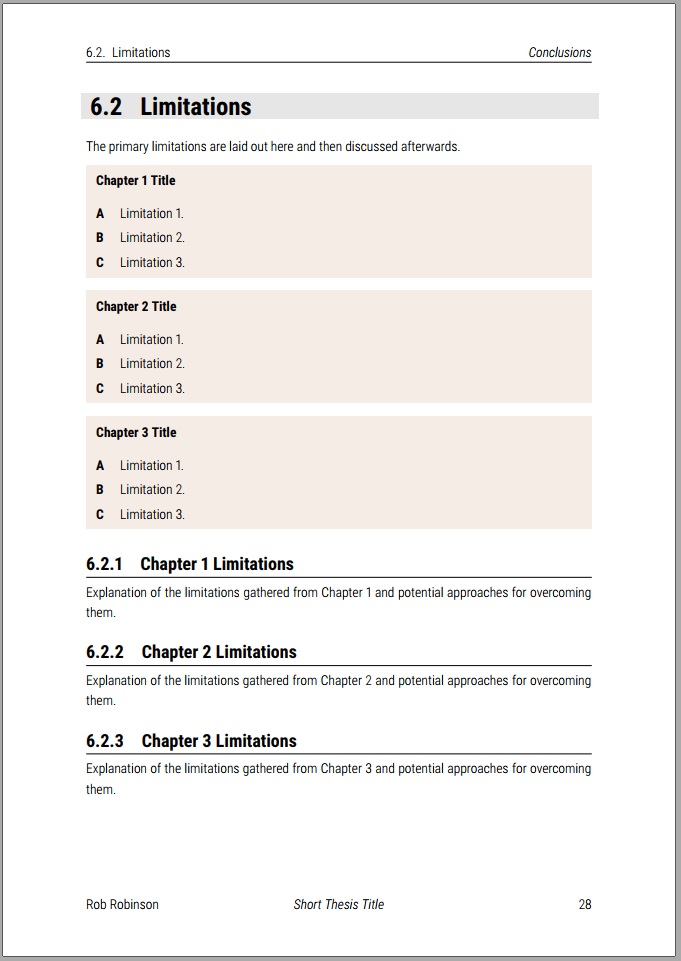 6.2. Limitations Conclusions
6.2 Limitations
The primary limitations are laid out here and then discussed afterwards.
Chapter 1 Title
A Limitation 1.
B Limitation 2.
C Limitation 3.
Chapter 2 Title
A Limitation 1.
B Limitation 2.
C Limitation 3.
Chapter 3 Title
A Limitation 1.
B Limitation 2.
C Limitation 3.
6.2.1 Chapter 1 Limitations
Explanation of the limitations gathered from Chapter 1 and potential approaches for overcoming
them.
6.2.2 Chapter 2 Limitations
Explanation of the limitations gathered from Chapter 2 and potential approaches for overcoming
them.
6.2.3 Chapter 3 Limitations
Explanation of the limitations gathered from Chapter 3 and potential approaches for overcoming
them.
Rob Robinson Short Thesis Title 28